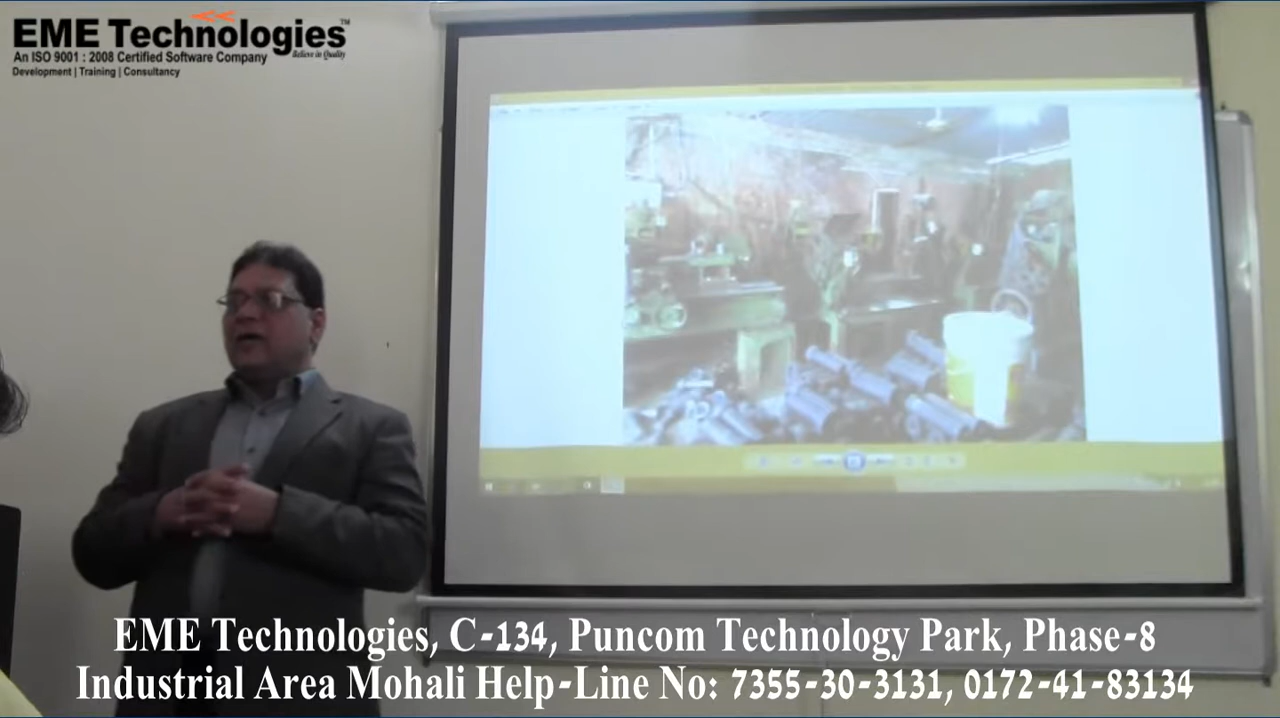 EME Technologies™
An ISO 9001 : 2008 Certified Software Company
Believe in Quality
Development | Training | Consultancy
EME Technologies, C-134, Puncom Technology Park, Phase-8
Industrial Area Mohali Help-Line No: 7355-30-3131, 0172-41-83134